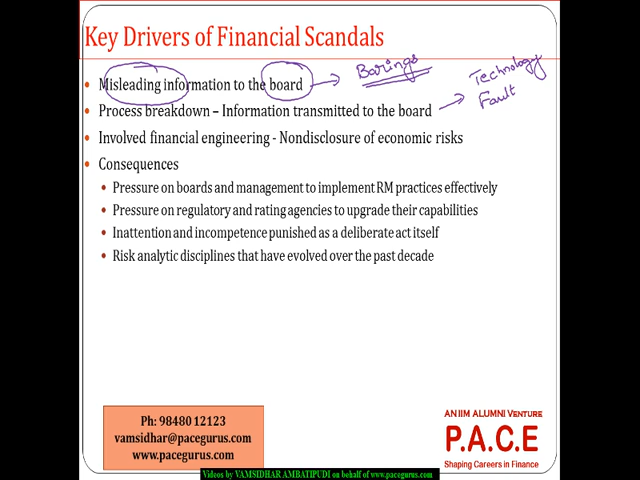 Key Drivers of Financial Scandals
• Misleading information to the board → Barings
• Process breakdown – Information transmitted to the board → Technology Fault
• Involved financial engineering - Nondisclosure of economic risks
• Consequences
• Pressure on boards and management to implement RM practices effectively
• Pressure on regulatory and rating agencies to upgrade their capabilities
• Inattention and incompetence punished as a deliberate act itself
• Risk analytic disciplines that have evolved over the past decade
Ph: 98480 12123
vamsidhar@pacegurus.com
www.pacegurus.com
AN IIM ALUMNI VENTURE
P.A.C.E
Shaping Careers in Finance
Videos by VAMSIDHAR AMBATIPUDI on behalf of www.pacegurus.com